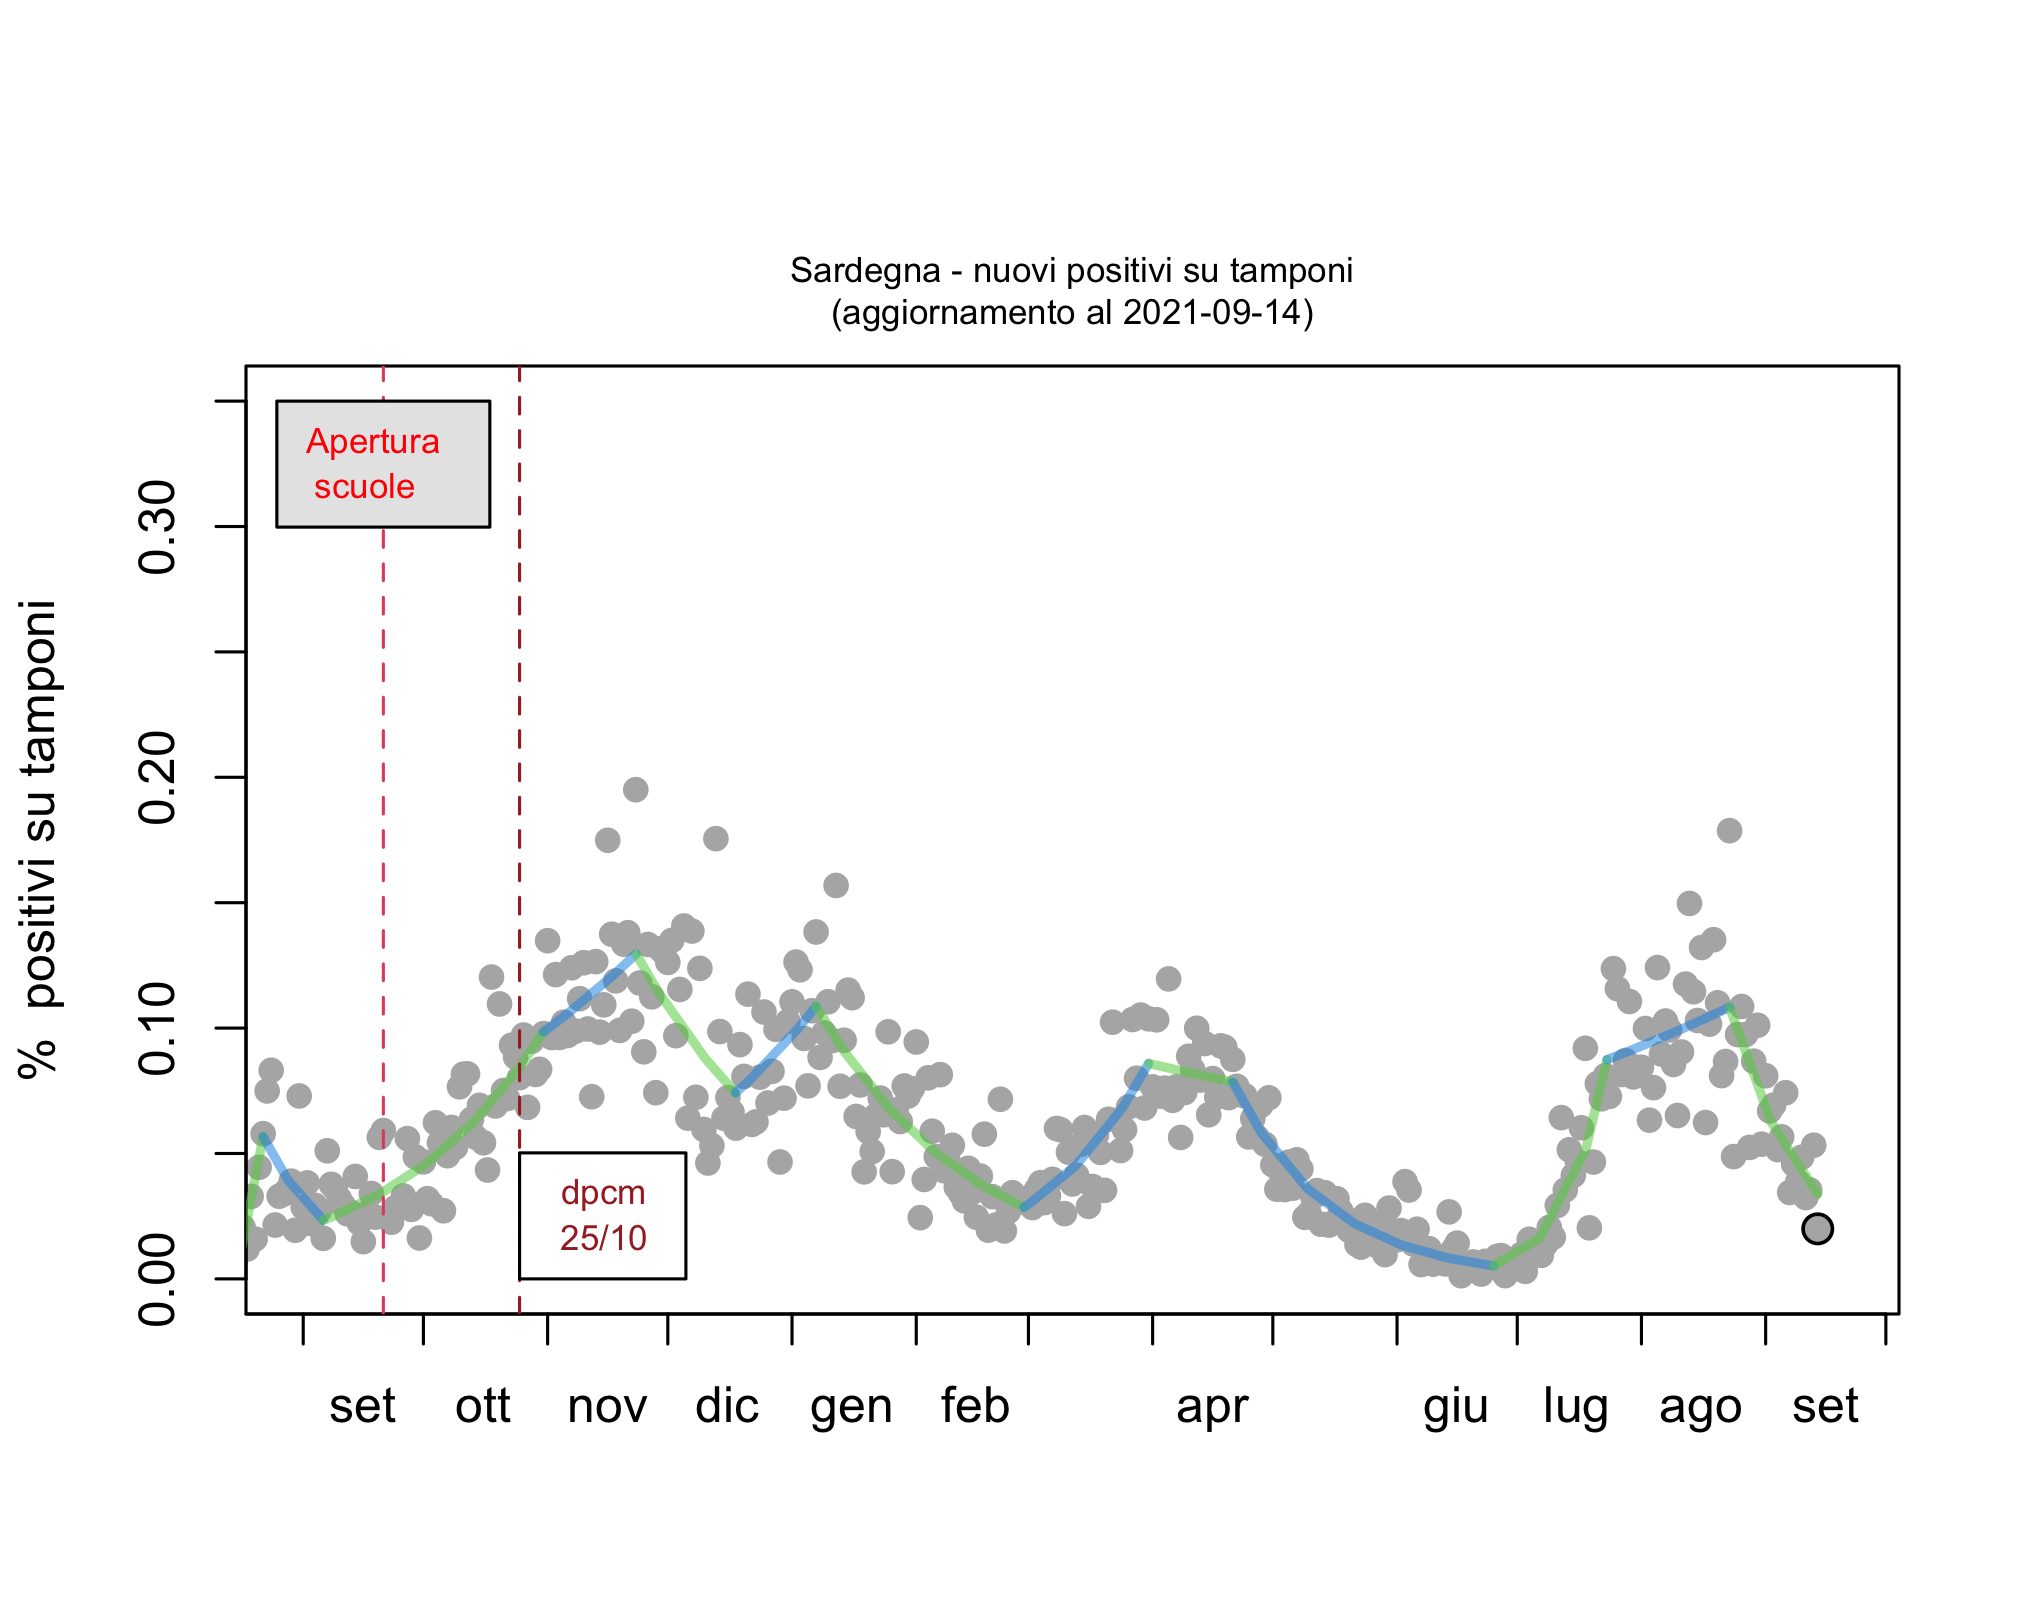 Sardegna - nuovi positivi su tamponi
(aggiornamento al 2021-09-14)
% positivi su tamponi
0.30
0.20
0.10
0.00
Apertura
scuole
dpcm
25/10
set ott nov dic gen feb apr giu lug ago set